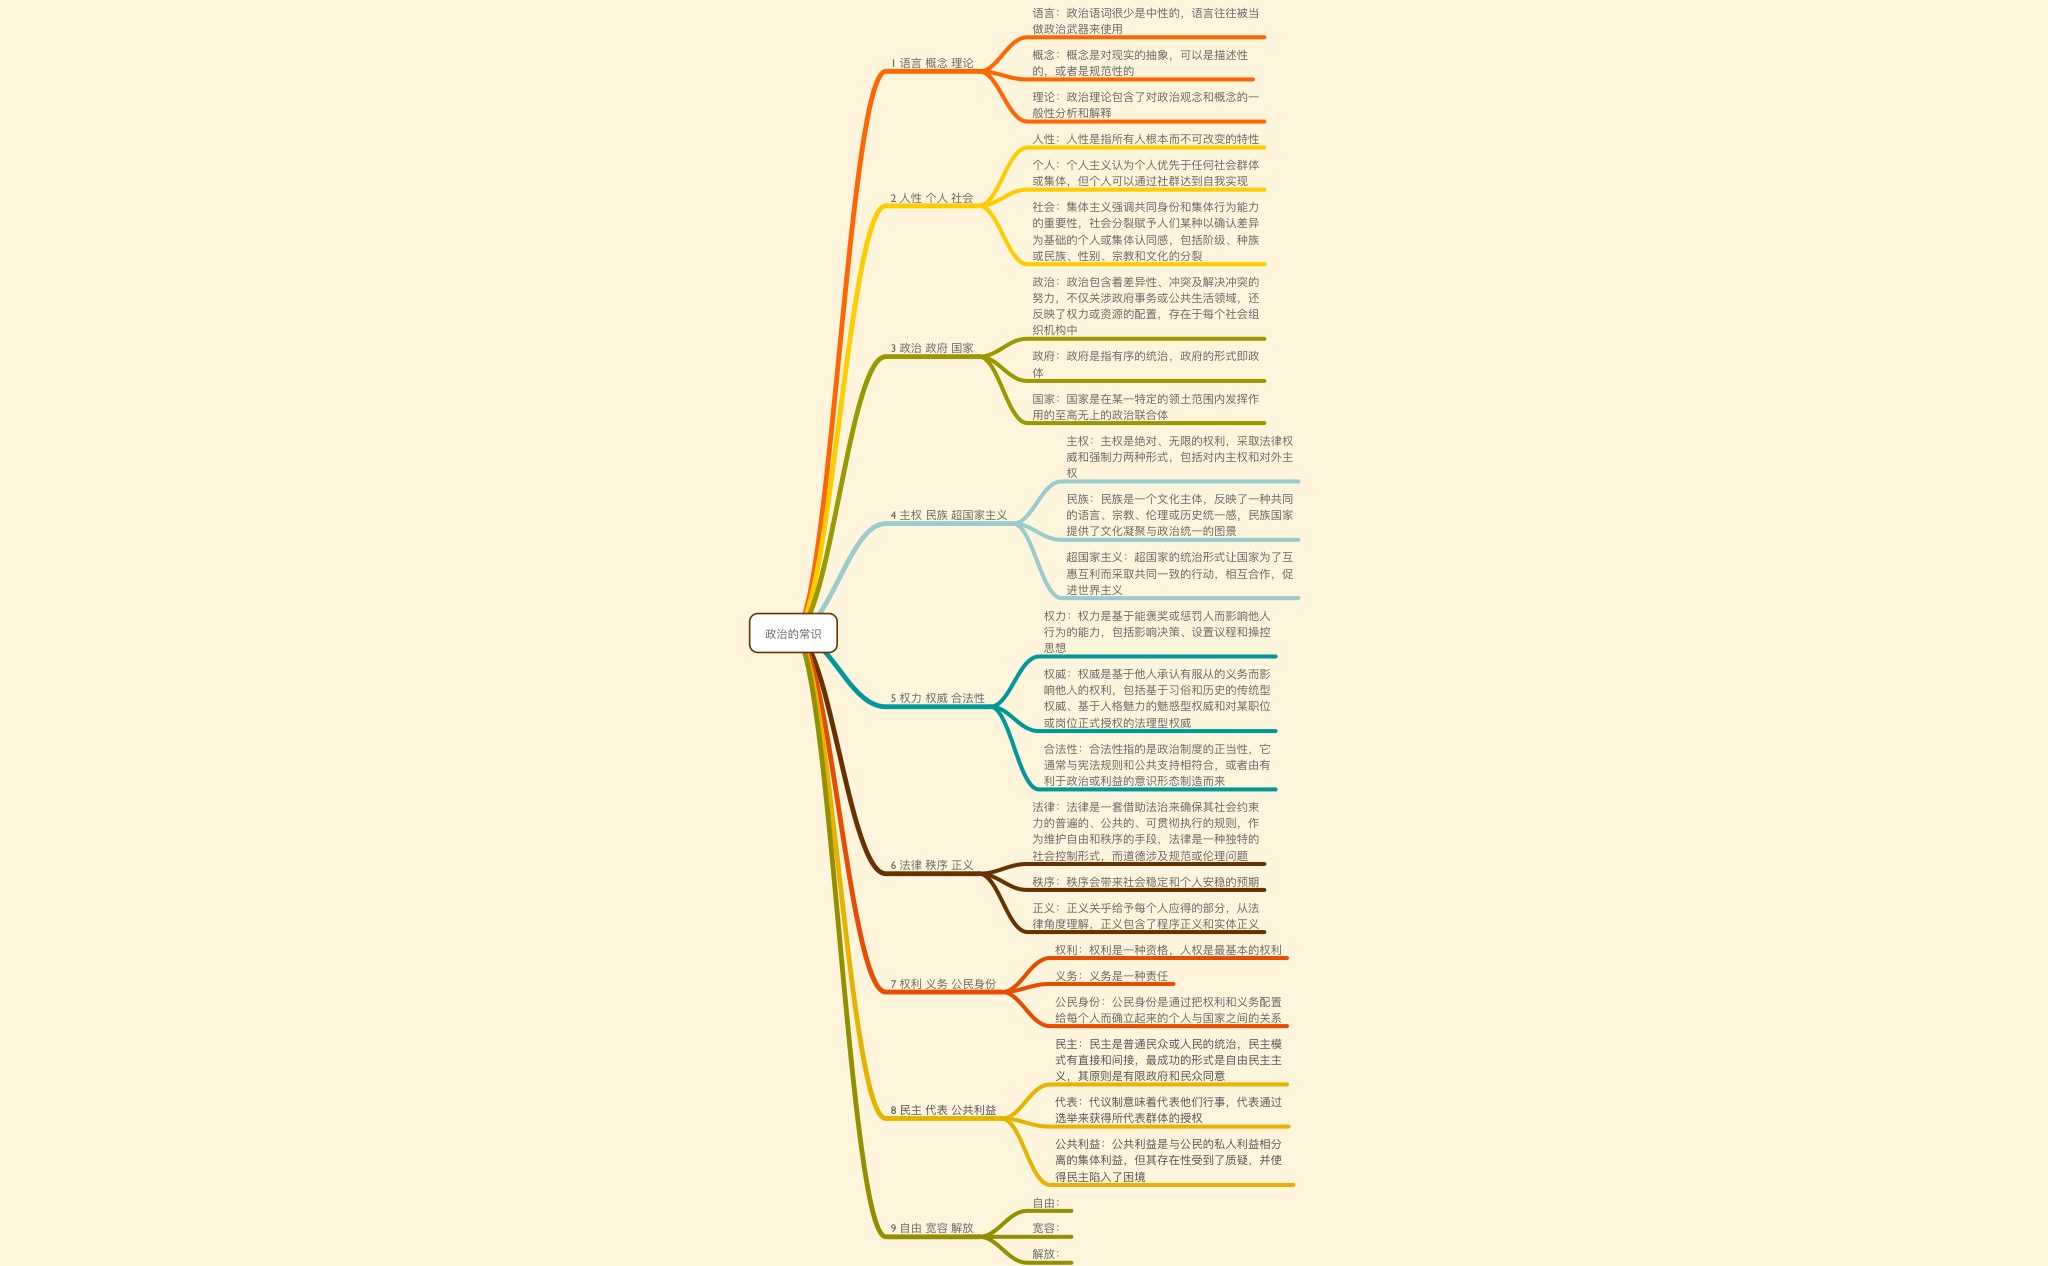 政治的常识
1 语言 概念 理论
语言：政治语词很少是中性的，语言往往被当
做政治武器来使用
概念：概念是对现实的抽象，可以是描述性
的，或者是规范性的
理论：政治理论包含了对政治观念和概念的一
般性分析和解释
2 人性 个人 社会
人性：人性是指所有人根本而不可改变的特性
个人：个人主义认为个人优先于任何社会群体
或集体，但个人可以通过社群达到自我实现
社会：集体主义强调共同身份和集体行为能力
的重要性，社会分裂赋予人们某种以确认差异
为基础的个人或集体认同感，包括阶级、种族
或民族、性别、宗教和文化的分裂
3 政治 政府 国家
政治：政治包含着差异性、冲突及解决冲突的
努力，不仅关涉政府事务或公共生活领域，还
反映了权力或资源的配置，存在于每个社会组
织机构中
政府：政府是指有序的统治，政府的形式即政
体
国家：国家是在某一特定的领土范围内发挥作
用的至高无上的政治联合体
4 主权 民族 超国家主义
主权：主权是绝对、无限的权利，采取法律权
威和强制力两种形式，包括对内主权和对外主
权
民族：民族是一个文化主体，反映了一种共同
的语言、宗教、伦理或历史统一感，民族国家
提供了文化凝聚与政治统一的图景
超国家主义：超国家的统治形式让国家为了互
惠互利而采取共同一致的行动，相互合作，促
进世界主义
5 权力 权威 合法性
权力：权力是基于能褒奖或惩罚人而影响他人
行为的能力，包括影响决策、设置议程和操控
思想
权威：权威是基于他人承认有服从的义务而影
响他人的权利，包括基于习俗和历史的传统型
权威、基于人格魅力的魅惑型权威和对某职位
或岗位正式授权的法理型权威
合法性：合法性指的是政治制度的正当性，它
通常与宪法规则和公共支持相符合，或者由有
利于政治或利益的意识形态制造而来
6 法律 秩序 正义
法律：法律是一套借助法治来确保其社会约束
力的普遍的、公共的、可贯彻执行的规则，作
为维护自由和秩序的手段，法律是一种独特的
社会控制形式，而道德涉及规范或伦理问题
秩序：秩序会带来社会稳定和个人安稳的预期
正义：正义关乎给予每个人应得的部分，从法
律角度理解，正义包含了程序正义和实体正义
7 权利 义务 公民身份
权利：权利是一种资格，人权是最基本的权利
义务：义务是一种责任
公民身份：公民身份是通过把权利和义务配置
给每个人而确立起来的个人与国家之间的关系
8 民主 代表 公共利益
民主：民主是普通民众或人民的统治，民主模
式有直接和间接，最成功的形式是自由民主主
义，其原则是有限政府和民众同意
代表：代议制意味着代表他们行事，代表通过
选举来获得所代表群体的授权
公共利益：公共利益是与公民的私人利益相分
离的集体利益，但其存在性受到了质疑，并使
得民主陷入了困境
9 自由 宽容 解放
自由：
宽容：
解放：